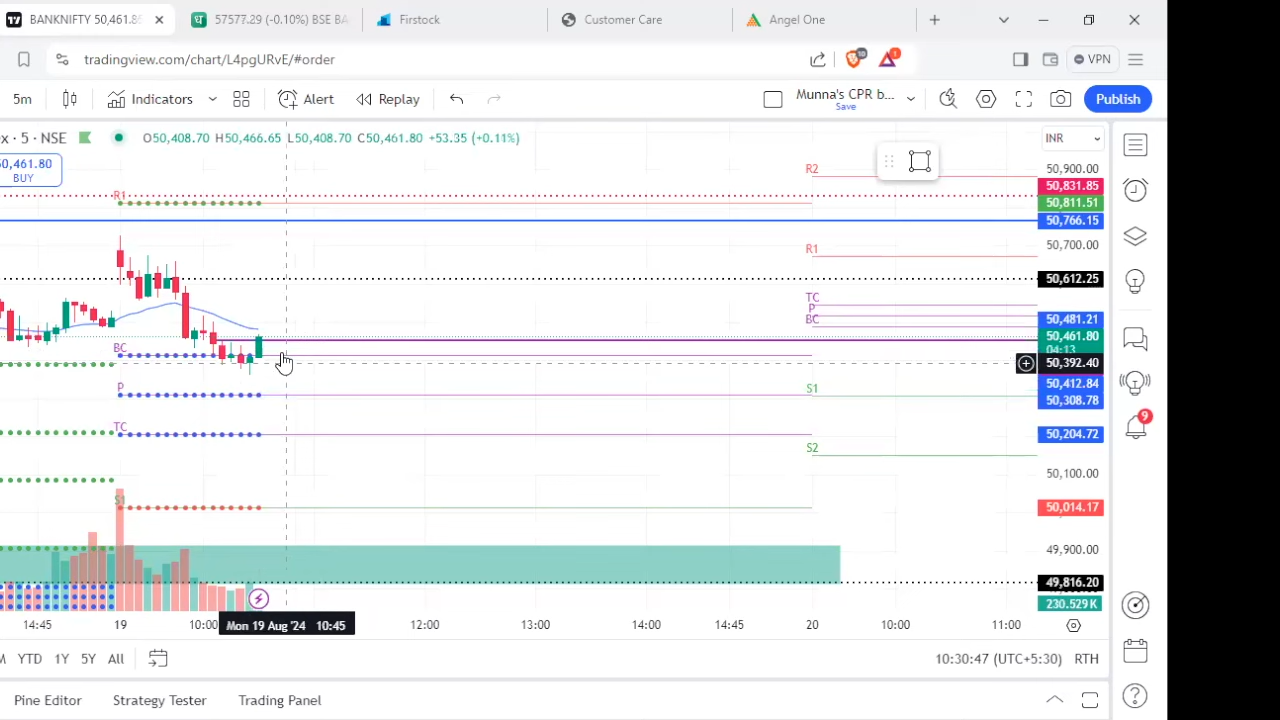 BANKNIFTY 50,461.8
57577.29 (-0.10%) BSE BA
Firstock
Customer Care
Angel One
tradingview.com/chart/L4pgURvE/#order
10
1
VPN
5m
Indicators
Alert
Replay
Munna's CPR b...
Save
Publish
x · 5 · NSE
O50,408.70 H50,466.65 L50,408.70 C50,461.80 +53.35 (+0.11%)
INR
50,461.80
BUY
R2
50,900.00
50,831.85
R1
50,811.51
50,766.15
R1
50,700.00
50,612.25
TC
P
BC
50,481.21
50,461.80
04:13
BC
50,392.40
P
S1
50,412.84
50,308.78
9
TC
50,204.72
S2
50,100.00
S1
50,014.17
49,900.00
49,816.20
230.529K
14:45
19
10:00
Mon 19 Aug '24 10:45
12:00
13:00
14:00
14:45
20
10:00
11:00
M
YTD
1Y
5Y
All
10:30:47 (UTC+5:30)
RTH
Pine Editor
Strategy Tester
Trading Panel